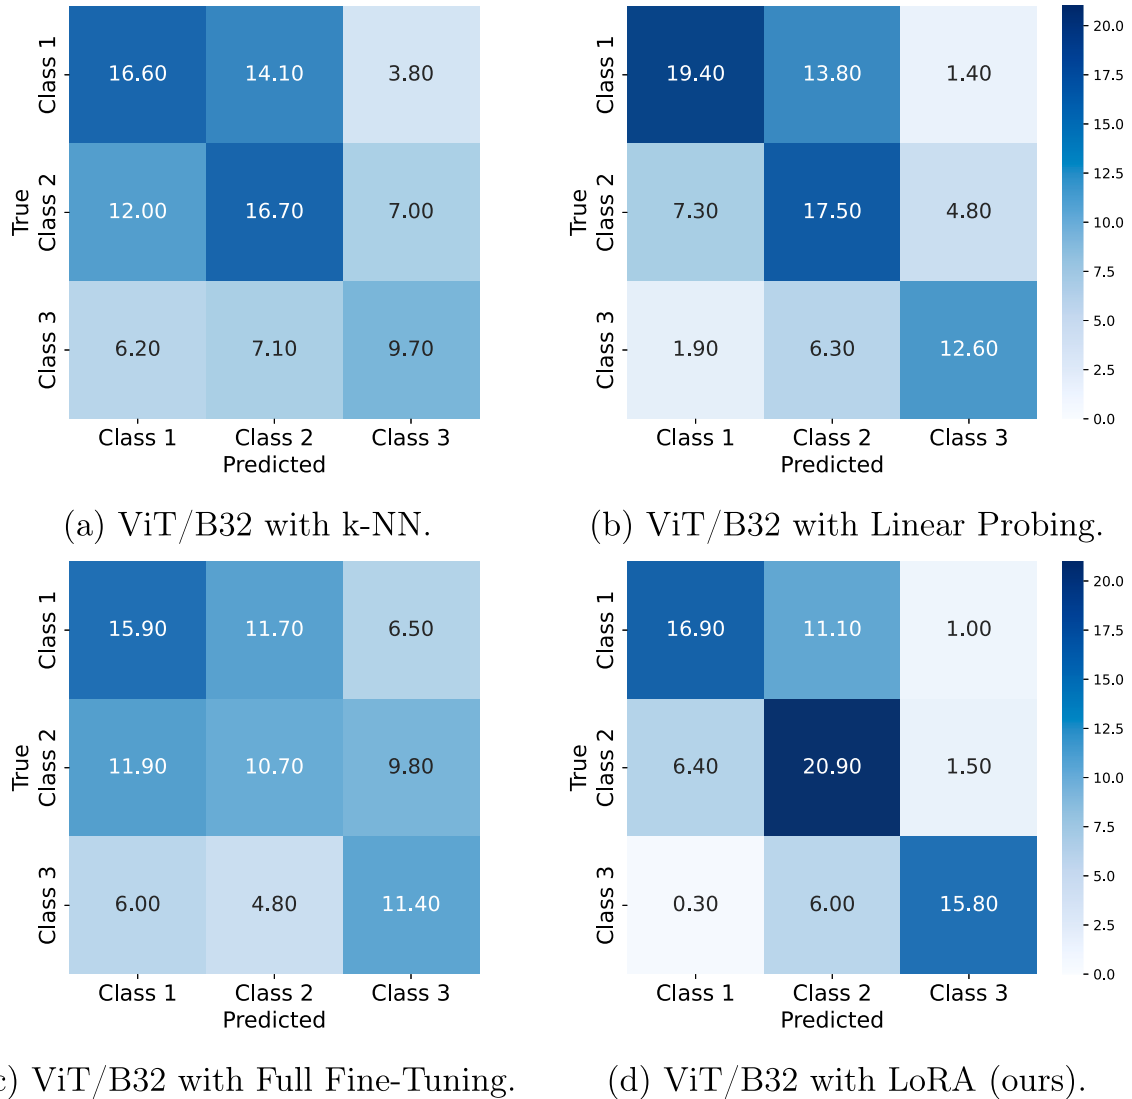 Class 1
16.60 14.10 3.80
True
Class 2
12.00 16.70 7.00
Class 3
6.20 7.10 9.70
Class 1 Class 2 Class 3
Predicted
(a) ViT/B32 with k-NN.
Class 1
19.40 13.80 1.40
True
Class 2
7.30 17.50 4.80
Class 3
1.90 6.30 12.60
Class 1 Class 2 Class 3
Predicted
20.0
17.5
15.0
12.5
10.0
7.5
5.0
2.5
0.0
(b) ViT/B32 with Linear Probing.
Class 1
15.90 11.70 6.50
True
Class 2
11.90 10.70 9.80
Class 3
6.00 4.80 11.40
Class 1 Class 2 Class 3
Predicted
c) ViT/B32 with Full Fine-Tuning.
Class 1
16.90 11.10 1.00
True
Class 2
6.40 20.90 1.50
Class 3
0.30 6.00 15.80
Class 1 Class 2 Class 3
Predicted
20.0
17.5
15.0
12.5
10.0
7.5
5.0
2.5
0.0
(d) ViT/B32 with LoRA (ours).